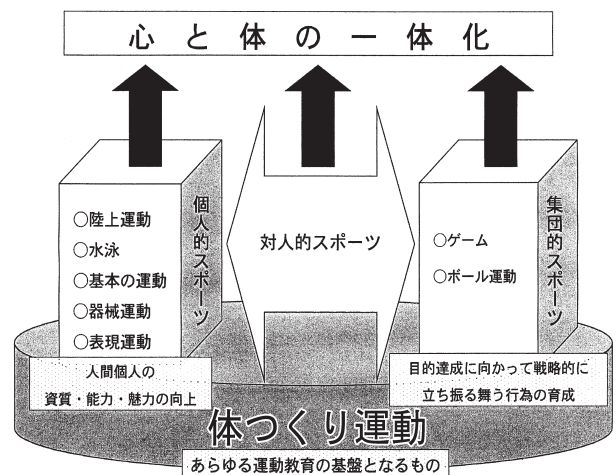 心と体の一体化
個人的スポーツ
○陸上運動
○水泳
○基本の運動
○器械運動
○表現運動
人間個人の
資質・能力・魅力の向上
対人的スポーツ
集団的スポーツ
○ゲーム
○ボール運動
目的達成に向かって戦略的に
立ち振る舞う行為の育成
体つくり運動
あらゆる運動教育の基盤となるもの